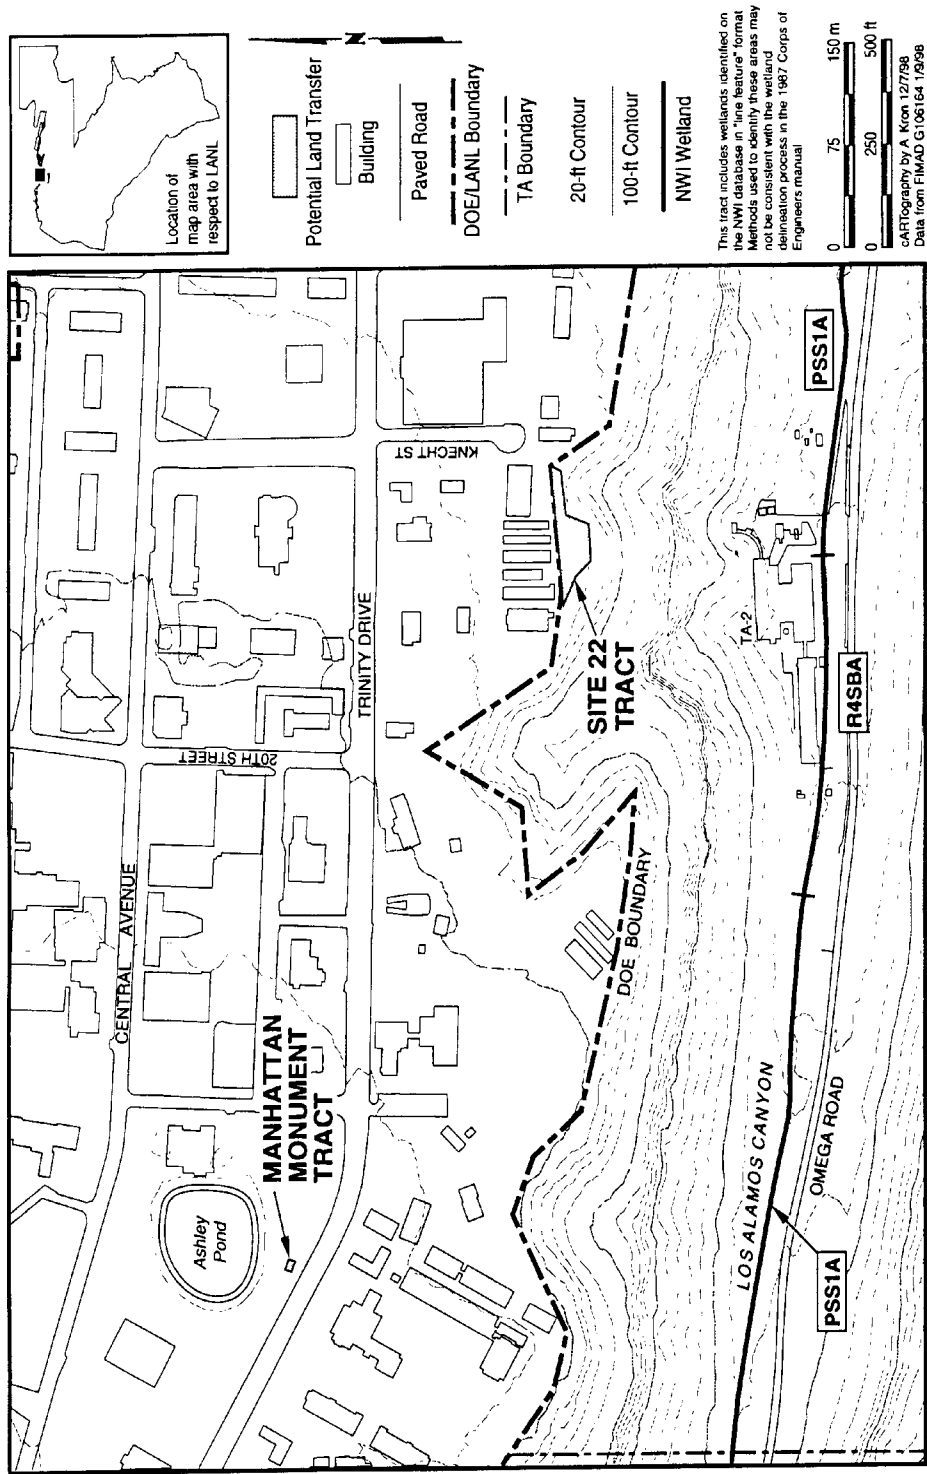 Location of
map area with
respect to LANL
N
Potential Land Transfer
Building
Paved Road
DOE/LANL Boundary
TA Boundary
20-ft Contour
100-ft Contour
NWI Wetland
This tract includes wetlands identified on
the NWI database in "line feature" format
Methods used to identify these areas may
not be consistent with the wetland
delineation process in the 1987 Corps of
Engineers manual
0 75 150 m
0 250 500 ft
cARTography by A Kron 12/7/98
Data from FIMAD G106164 1/9/98
CENTRAL AVENUE
20TH STREET
TRINITY DRIVE
KNECHT ST
Ashley
Pond
MANHATTAN
MONUMENT
TRACT
SITE 22
TRACT
DOE BOUNDARY
TA-2
LOS ALAMOS CANYON
OMEGA ROAD
PSS1A
R4SBA
PSS1A